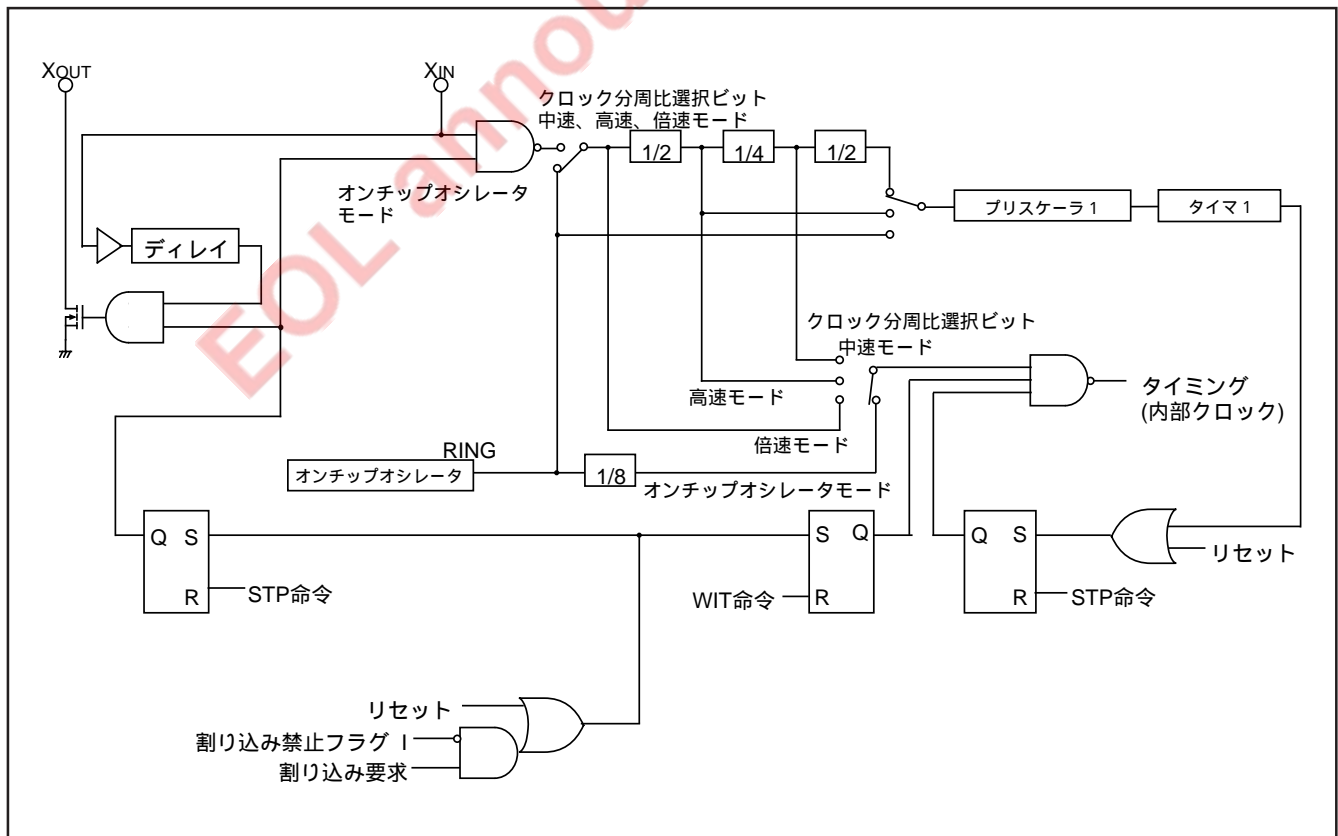 XOUT
XIN
クロック分周比選択ビット
中速、高速、倍速モード
1/2
1/4
1/2
オンチップオシレータ
モード
プリスケーラ 1
タイマ 1
ディレイ
クロック分周比選択ビット
中速モード
高速モード
倍速モード
タイミング
(内部クロック)
RING
オンチップオシレータ
1/8
オンチップオシレータモード
Q S
R
STP命令
S Q
R
WIT命令
Q S
R
STP命令
リセット
リセット
割り込み禁止フラグ I
割り込み要求
EOL annou